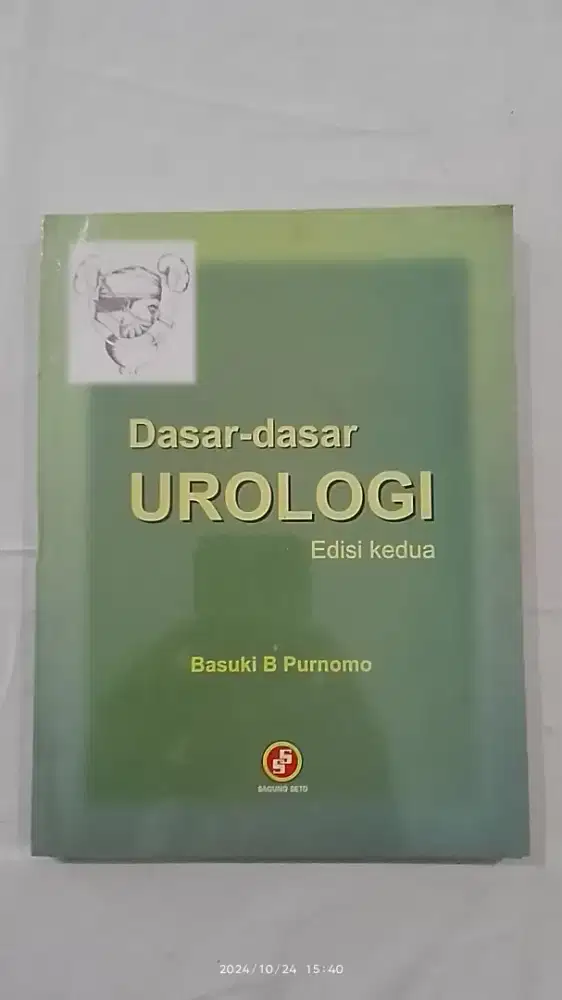 Dasar-dasar
UROLOGI
Edisi kedua
Basuki B Purnomo
SAGUNG SETO
2024/10/24 15:40